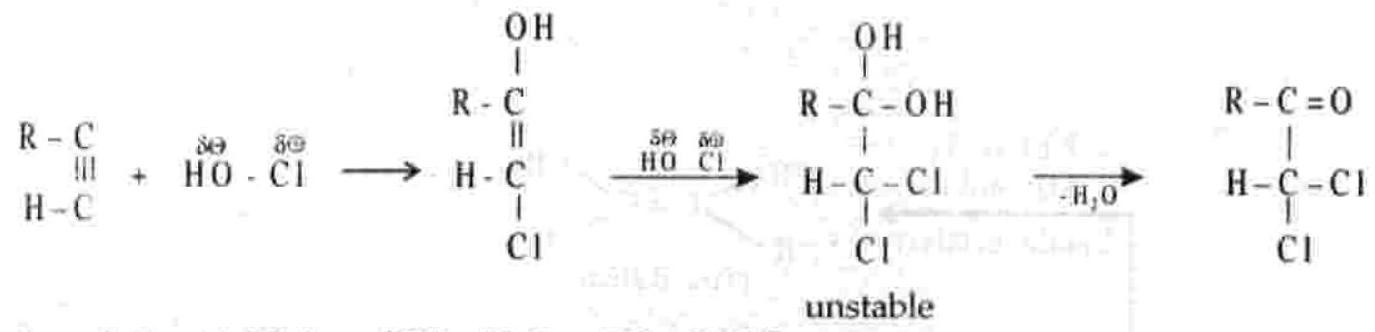 R - C ||| H - C + δ⊖ δ⊕ HO - Cl ⟶ OH | R - C || H - C | Cl δ⊖ δ⊕ HO Cl ⟶ OH | R - C - OH | H - C - Cl | Cl -H₂O ⟶ R - C = O | H - C - Cl | Cl
unstable